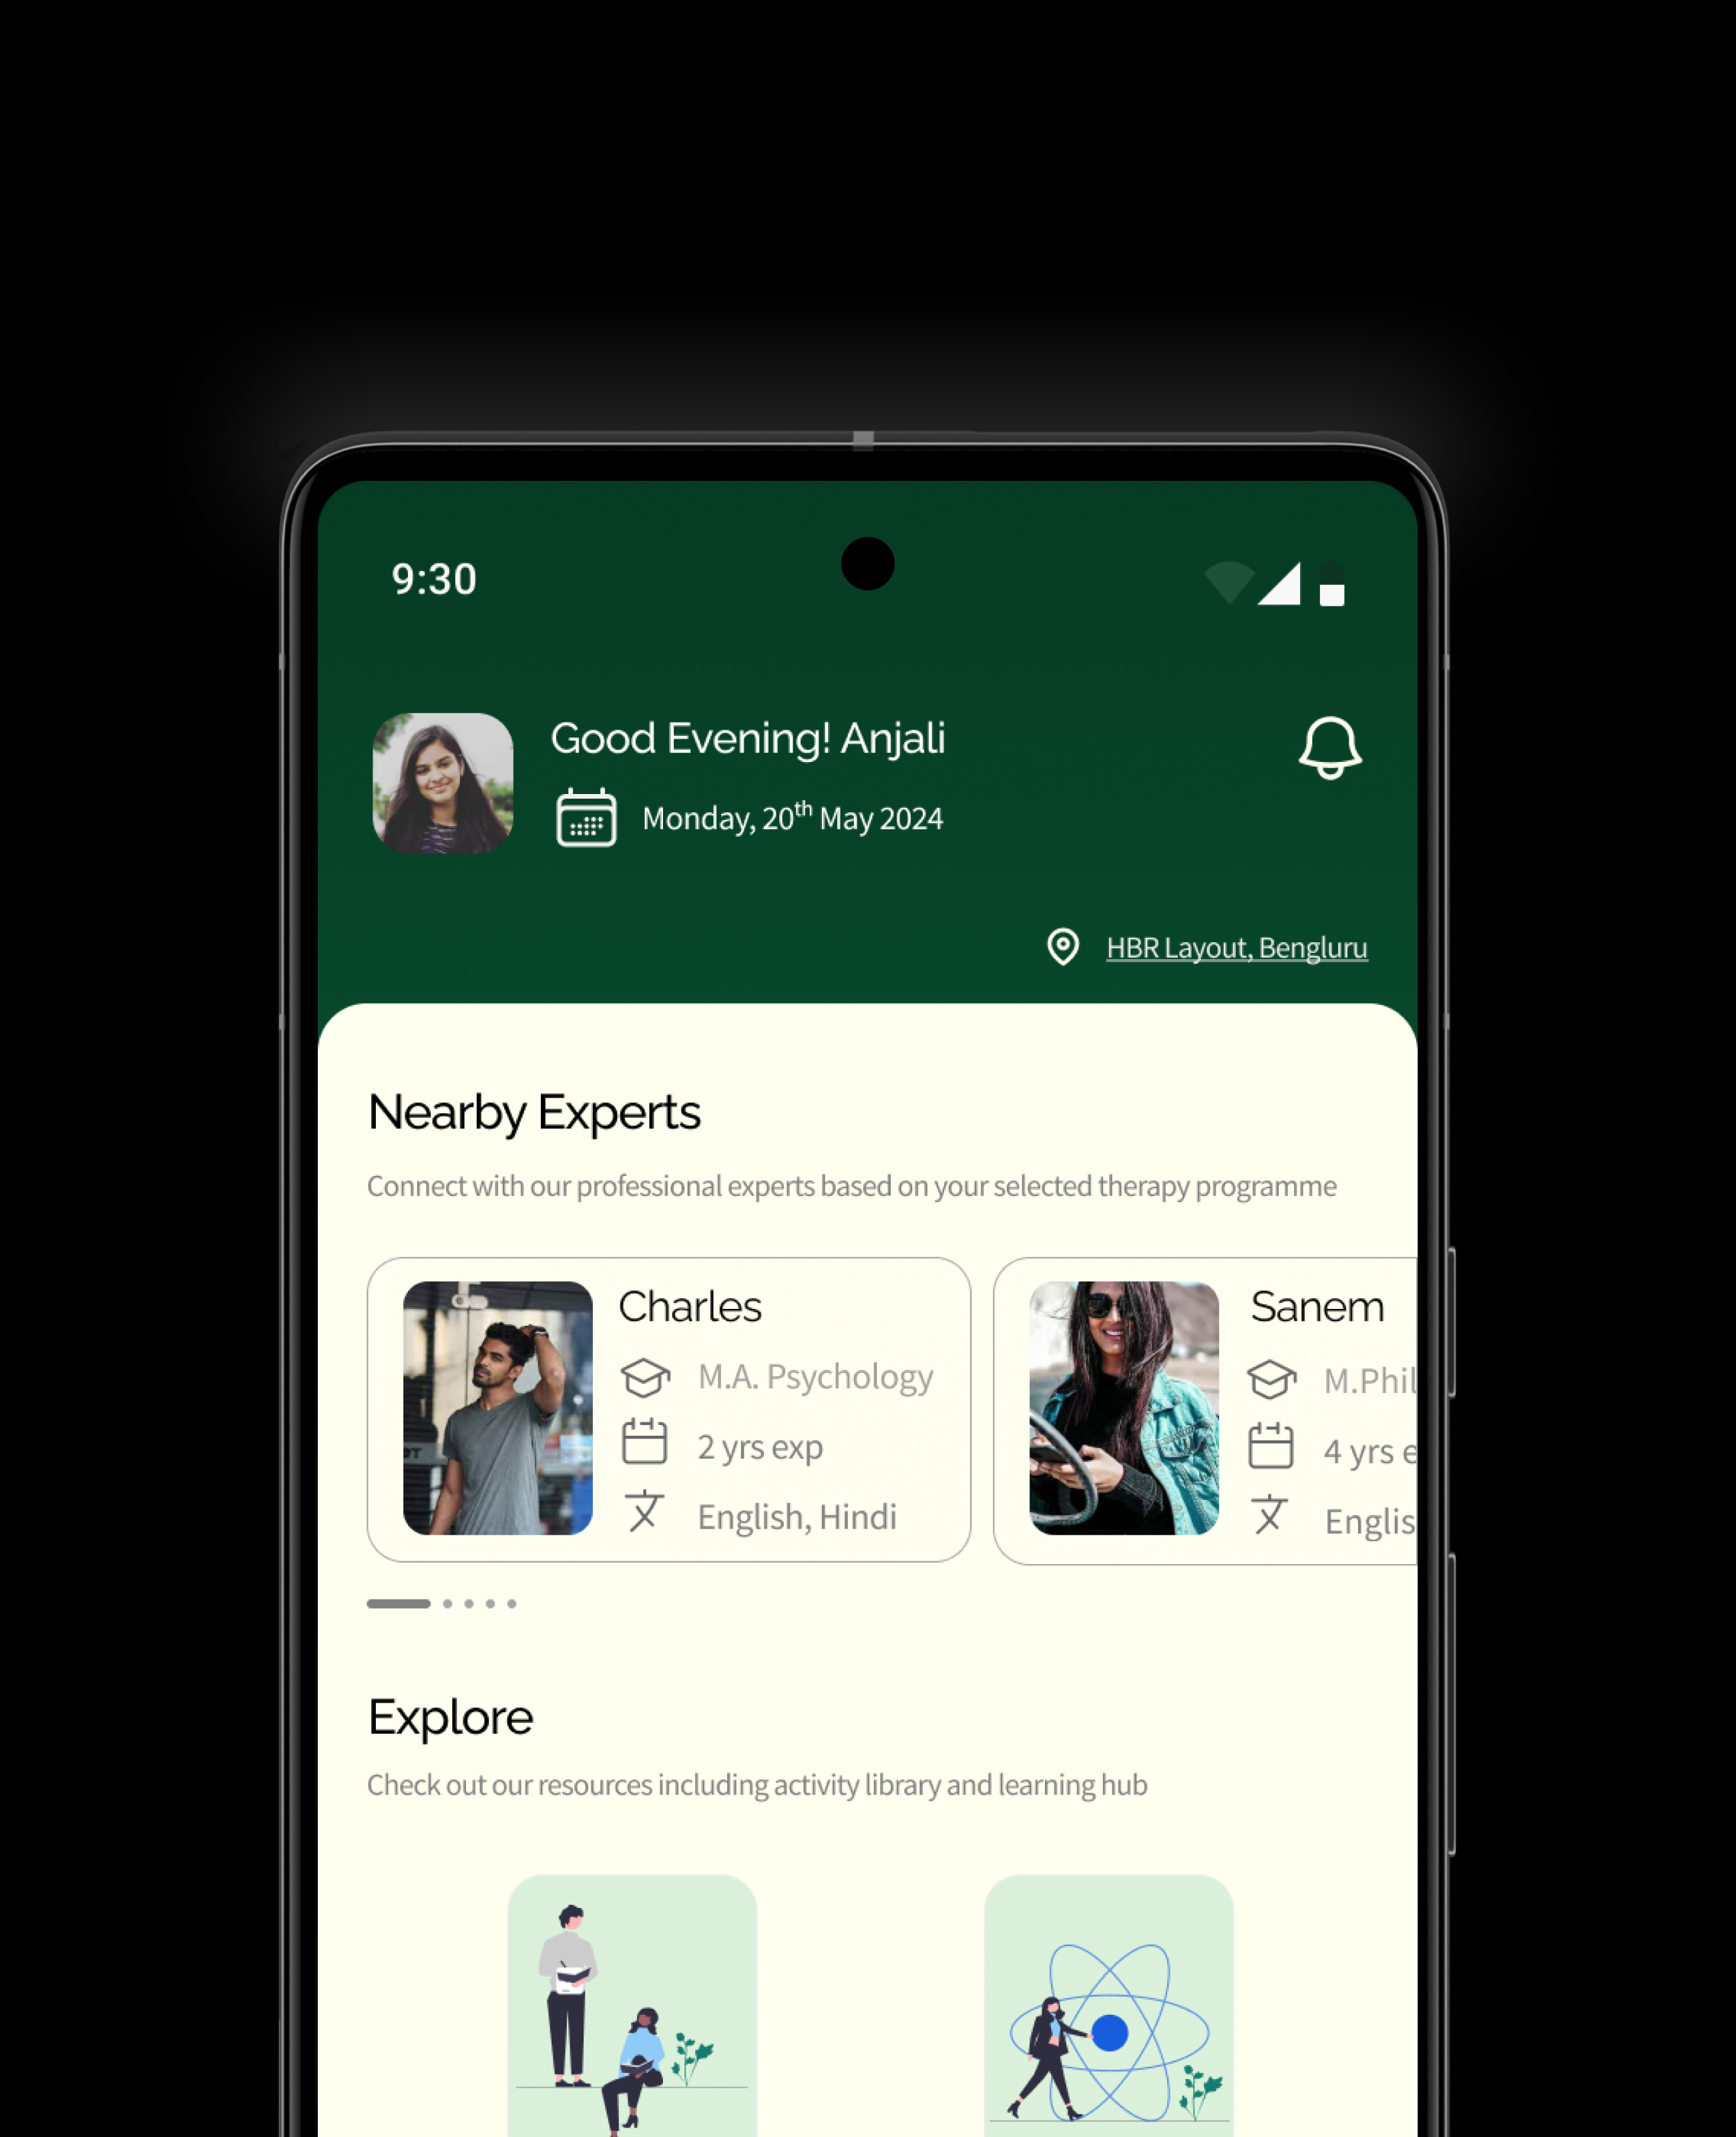 9:30
Good Evening! Anjali
Monday, 20th May 2024
HBR Layout, Bengluru
Nearby Experts
Connect with our professional experts based on your selected therapy programme
Charles
M.A. Psychology
2 yrs exp
English, Hindi
Sanem
M.Phil
4 yrs e
Englis
Explore
Check out our resources including activity library and learning hub